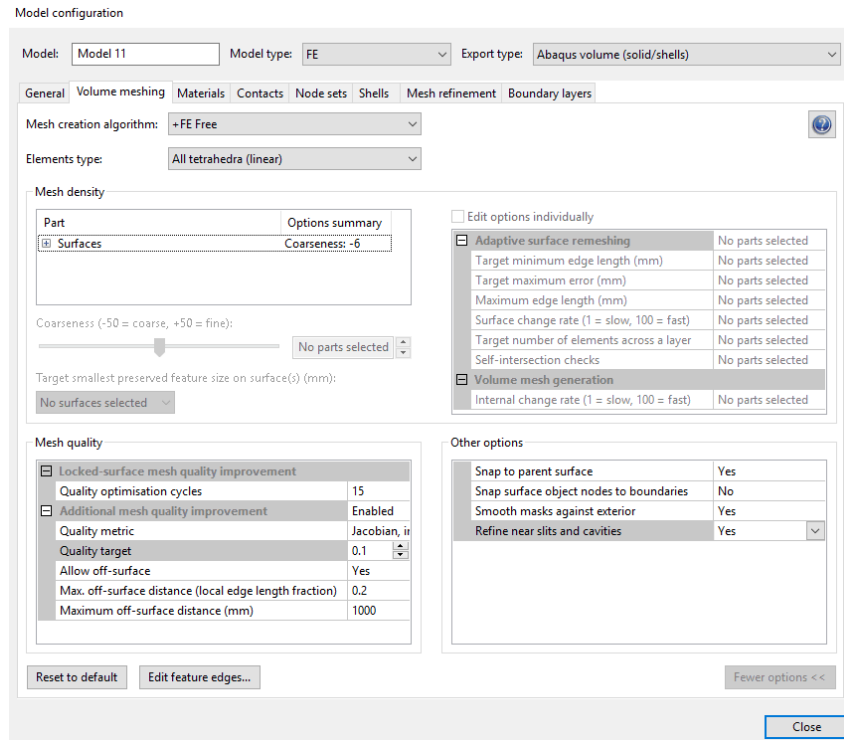 Model configuration
Model: Model 11 Model type: FE Export type: Abaqus volume (solid/shells)
General Volume meshing Materials Contacts Node sets Shells Mesh refinement Boundary layers
Mesh creation algorithm: +FE Free
Elements type: All tetrahedra (linear)
Mesh density
Part Options summary
Surfaces Coarseness: -6
Coarseness (-50 = coarse, +50 = fine):
No parts selected
Target smallest preserved feature size on surface(s) (mm):
No surfaces selected
Edit options individually
Adaptive surface remeshing No parts selected
Target minimum edge length (mm) No parts selected
Target maximum error (mm) No parts selected
Maximum edge length (mm) No parts selected
Surface change rate (1 = slow, 100 = fast) No parts selected
Target number of elements across a layer No parts selected
Self-intersection checks No parts selected
Volume mesh generation
Internal change rate (1 = slow, 100 = fast) No parts selected
Mesh quality
Locked-surface mesh quality improvement
Quality optimisation cycles 15
Additional mesh quality improvement Enabled
Quality metric Jacobian, ir
Quality target 0.1
Allow off-surface Yes
Max. off-surface distance (local edge length fraction) 0.2
Maximum off-surface distance (mm) 1000
Other options
Snap to parent surface Yes
Snap surface object nodes to boundaries No
Smooth masks against exterior Yes
Refine near slits and cavities Yes
Reset to default Edit feature edges... Fewer options <<
Close